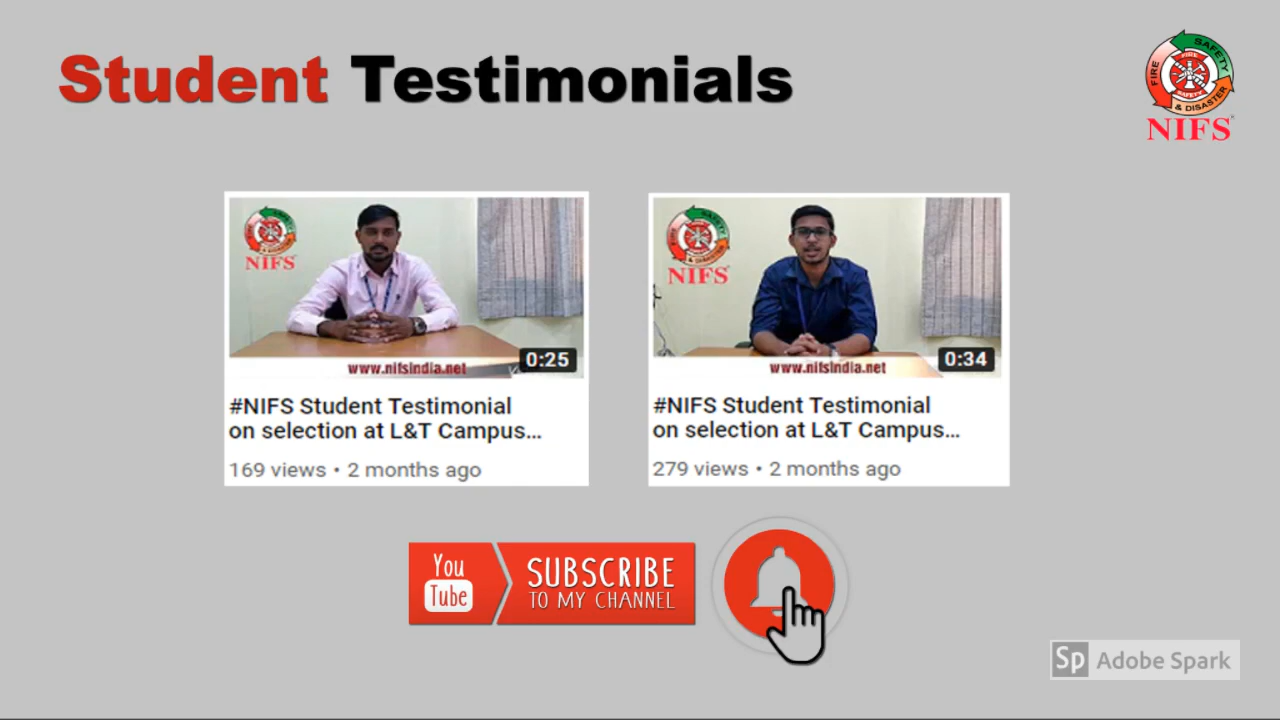 Student Testimonials
FIRE
SAFETY
& DISASTER
NIFS
NIFS
www.nifsindia.net
0:25
#NIFS Student Testimonial
on selection at L&T Campus...
169 views • 2 months ago
SAFETY
& DISASTER
NIFS
www.nifsindia.net
0:34
#NIFS Student Testimonial
on selection at L&T Campus...
279 views • 2 months ago
You
Tube
SUBSCRIBE
TO MY CHANNEL
Sp Adobe Spark